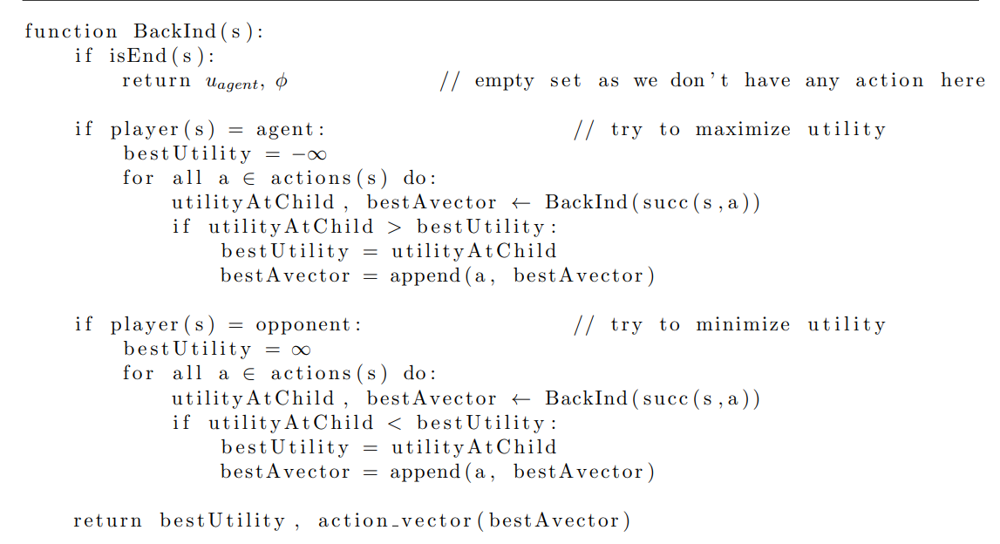 function BackInd(s):
if isEnd(s):
return u_agent, ϕ // empty set as we don't have any action here
if player(s) = agent: // try to maximize utility
bestUtility = −∞
for all a ∈ actions(s) do:
utilityAtChild, bestAvector ← BackInd(succ(s,a))
if utilityAtChild > bestUtility:
bestUtility = utilityAtChild
bestAvector = append(a, bestAvector)
if player(s) = opponent: // try to minimize utility
bestUtility = ∞
for all a ∈ actions(s) do:
utilityAtChild, bestAvector ← BackInd(succ(s,a))
if utilityAtChild < bestUtility:
bestUtility = utilityAtChild
bestAvector = append(a, bestAvector)
return bestUtility, action_vector(bestAvector)